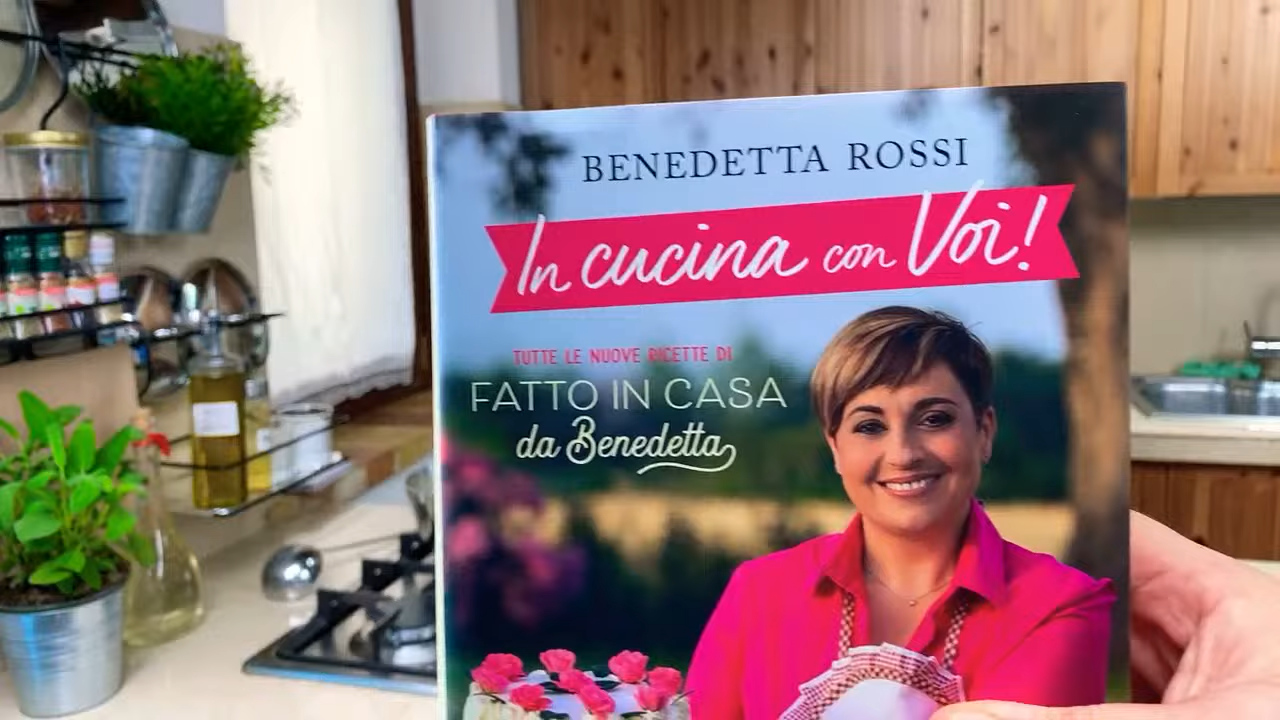 BENEDETTA ROSSI
In cucina con Voi!
TUTTE LE NUOVE RICETTE DI
FATTO IN CASA
da Benedetta